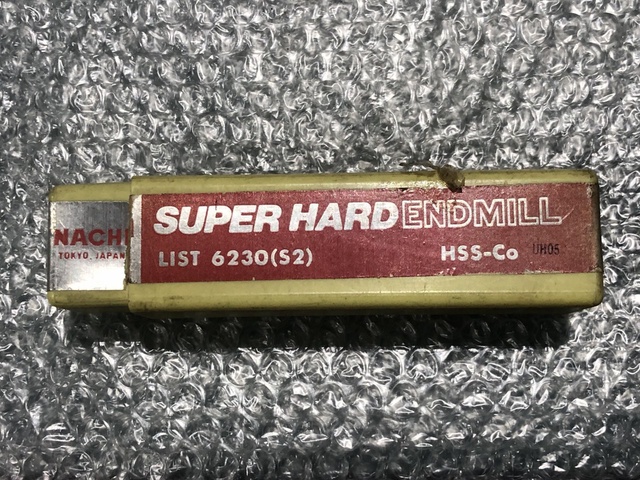 NACHI
TOKYO, JAPAN
SUPER HARD ENDMILL
LIST 6230(S2)
HSS-Co UH05